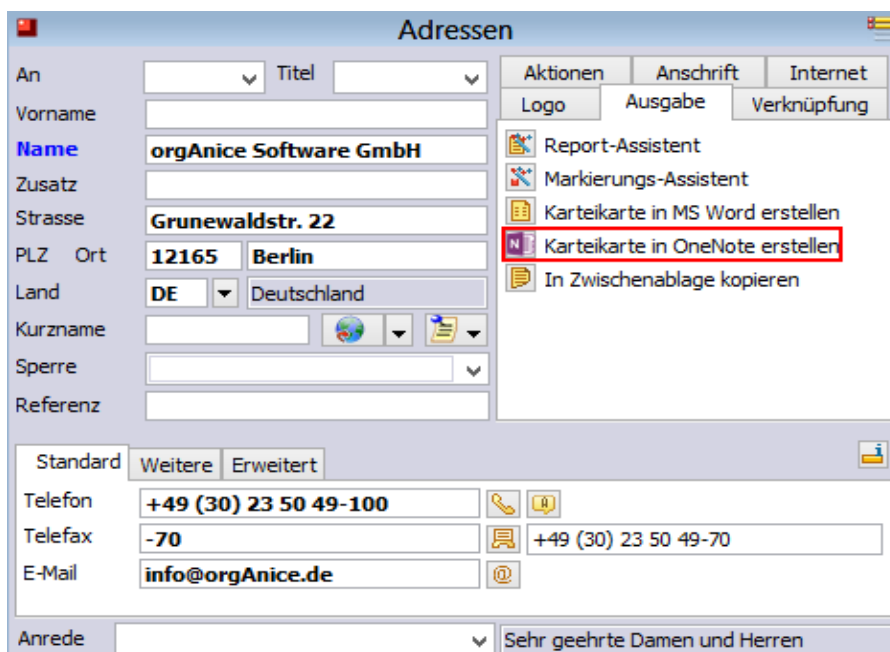 Adressen
An Titel
Vorname
Name orgAnice Software GmbH
Zusatz
Strasse Grunewaldstr. 22
PLZ Ort 12165 Berlin
Land DE Deutschland
Kurzname
Sperre
Referenz
Aktionen Anschrift Internet
Logo Ausgabe Verknüpfung
Report-Assistent
Markierungs-Assistent
Karteikarte in MS Word erstellen
Karteikarte in OneNote erstellen
In Zwischenablage kopieren
Standard Weitere Erweitert
Telefon +49 (30) 23 50 49-100
Telefax -70 +49 (30) 23 50 49-70
E-Mail info@orgAnice.de @
Anrede Sehr geehrte Damen und Herren